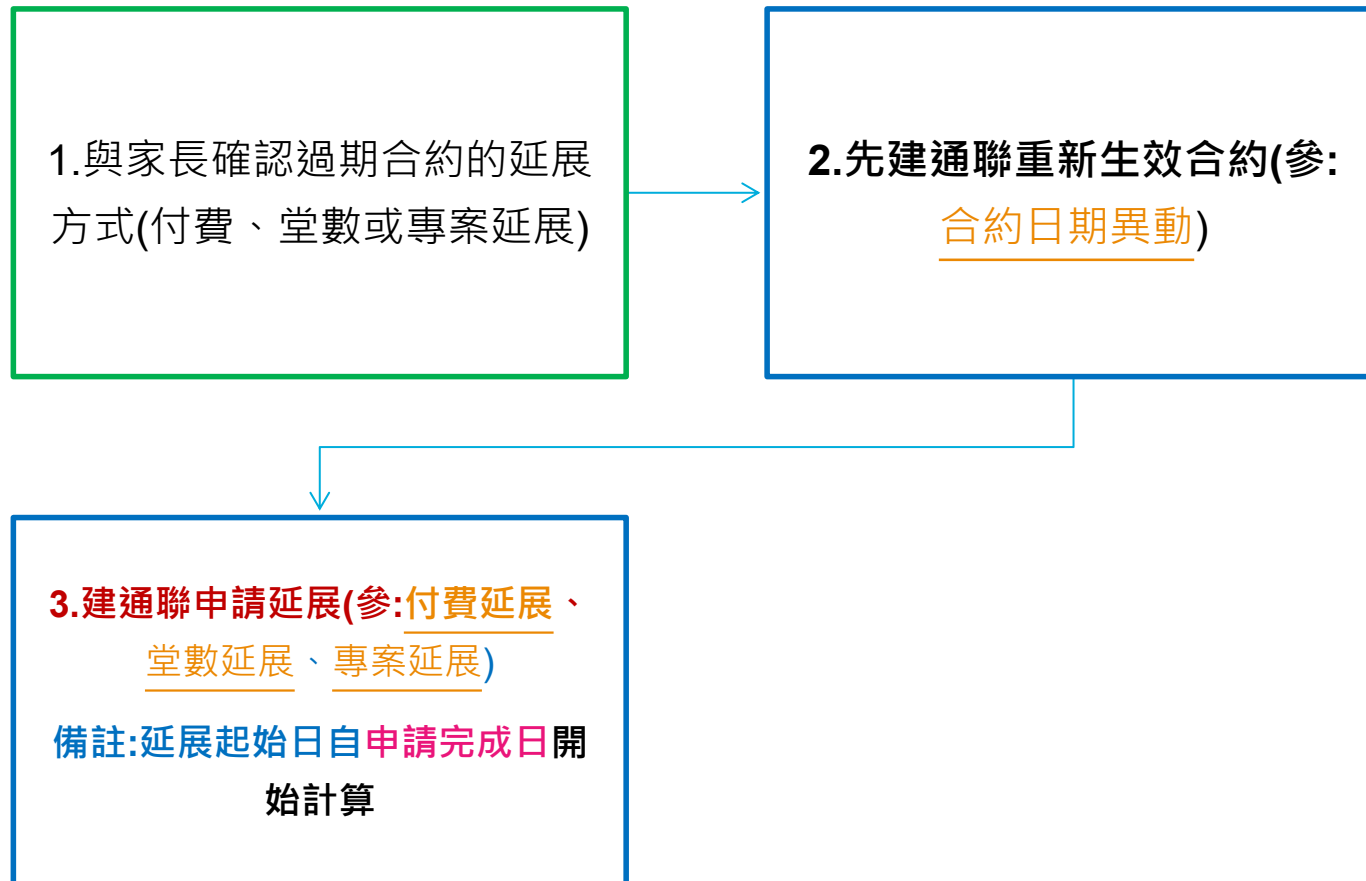 1.與家長確認過期合約的延展
方式(付費、堂數或專案延展)
2.先建通聯重新生效合約(參:
合約日期異動)
3.建通聯申請延展(參:付費延展、
堂數延展、專案延展)
備註:延展起始日自申請完成日開
始計算